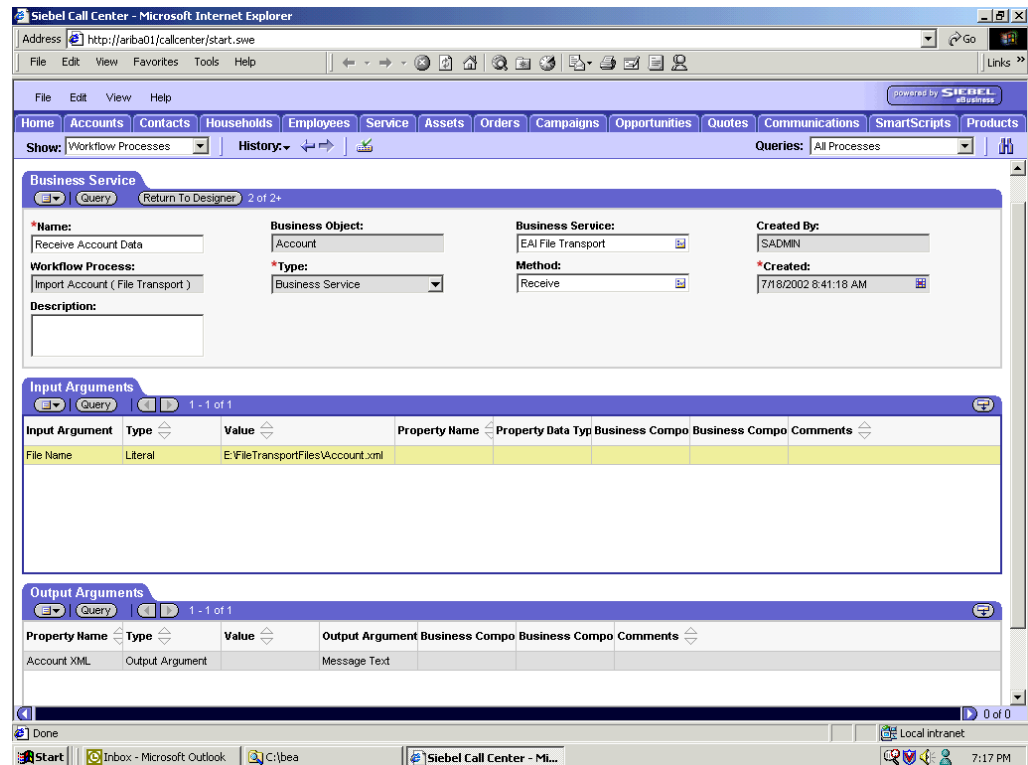 Siebel Call Center - Microsoft Internet Explorer
Address http://ariba01/callcenter/start.swe Go
File Edit View Favorites Tools Help Links »
File Edit View Help powered by SIEBEL eBusiness
Home Accounts Contacts Households Employees Service Assets Orders Campaigns Opportunities Quotes Communications SmartScripts Products
Show: Workflow Processes History: Queries: All Processes
Business Service
Query Return To Designer 2 of 2+
*Name: Business Object: Business Service: Created By:
Receive Account Data Account EAI File Transport SADMIN
Workflow Process: *Type: Method: *Created:
Import Account ( File Transport ) Business Service Receive 7/18/2002 8:41:18 AM
Description:
Input Arguments
Query 1 - 1 of 1
Input Argument Type Value Property Name Property Data Typ Business Compo Business Compo Comments
File Name Literal E:\FileTransportFiles\Account.xml
Output Arguments
Query 1 - 1 of 1
Property Name Type Value Output Argument Business Compo Business Compo Comments
Account XML Output Argument Message Text
0 of 0
Done Local intranet
Start Inbox - Microsoft Outlook C:\bea Siebel Call Center - Mi... 7:17 PM